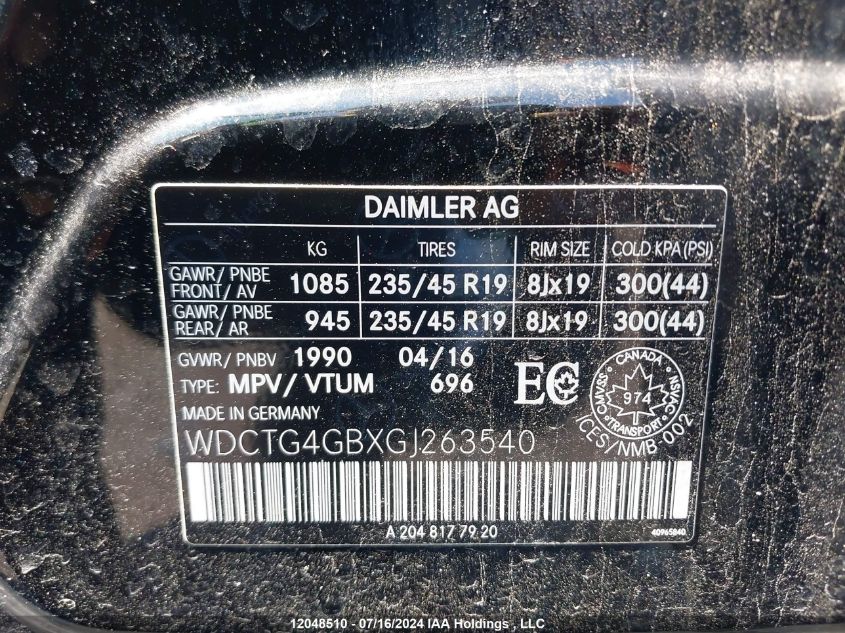 DAIMLER AG
KG TIRES RIM SIZE COLD KPA (PSI)
GAWR/ PNBE FRONT/ AV 1085 235/45 R19 8Jx19 300(44)
GAWR/ PNBE REAR/ AR 945 235/45 R19 8Jx19 300(44)
GVWR/ PNBV 1990 04/16
TYPE: MPV/ VTUM 696
EC
CANADA
SVAMQ 974 NSVAC
TRANSPORT
ICES/NMB 002
MADE IN GERMANY
WDCTG4GBXGJ263540
A 204 817 79 20
40965840
12048510 - 07/16/2024 IAA Holdings , LLC